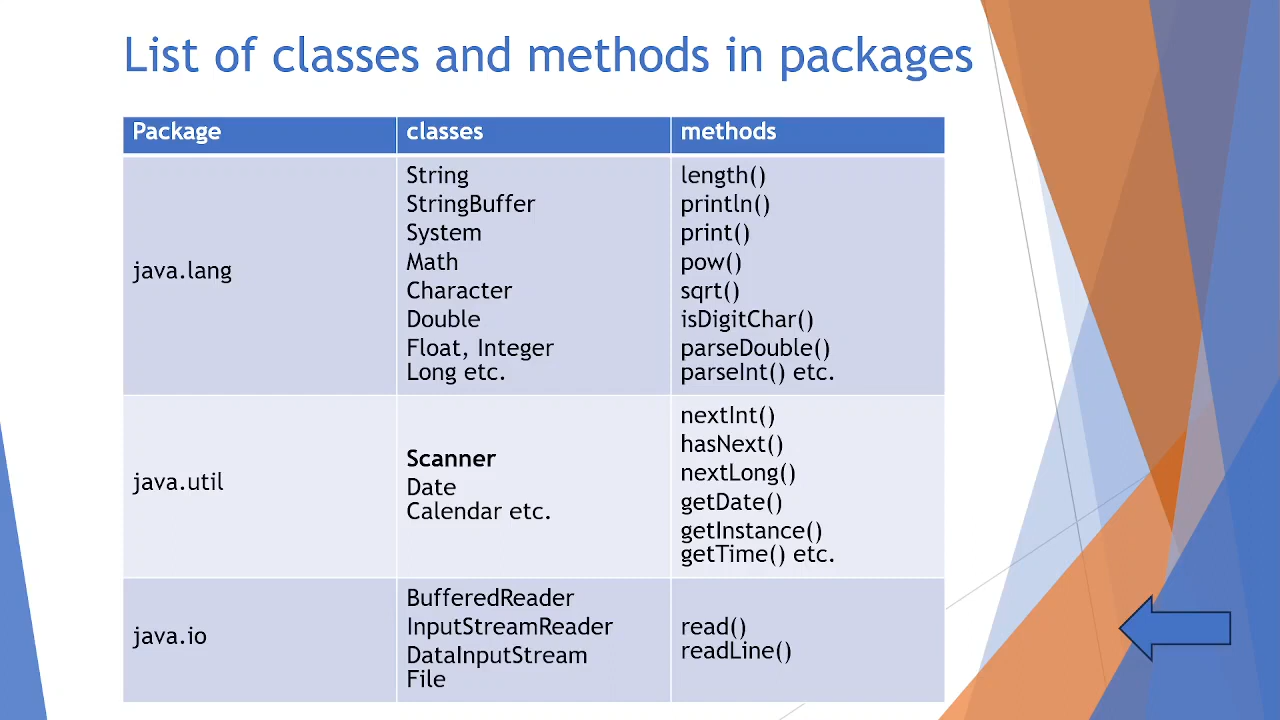 List of classes and methods in packages
Package classes methods
java.lang
String
StringBuffer
System
Math
Character
Double
Float, Integer
Long etc.
length()
println()
print()
pow()
sqrt()
isDigitChar()
parseDouble()
parseInt() etc.
java.util
Scanner
Date
Calendar etc.
nextInt()
hasNext()
nextLong()
getDate()
getInstance()
getTime() etc.
java.io
BufferedReader
InputStreamReader
DataInputStream
File
read()
readLine()